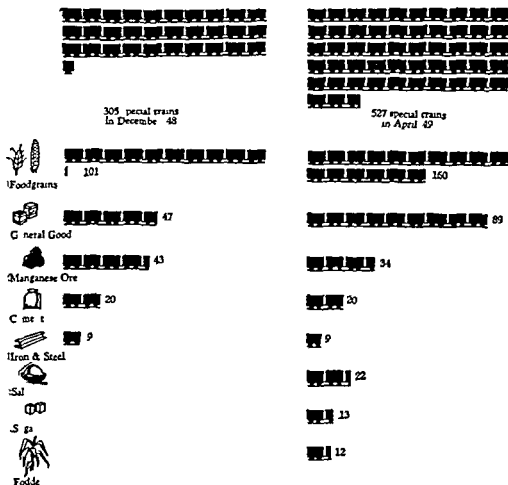 305 pecial trains
In Decembe 48
527 special trains
in April 49
101
160
Foodgrains
47
89
G neral Good
43
34
Manganese Ore
20
20
C me t
9
9
Iron & Steel
22
Sal
13
S ga
12
Fodde